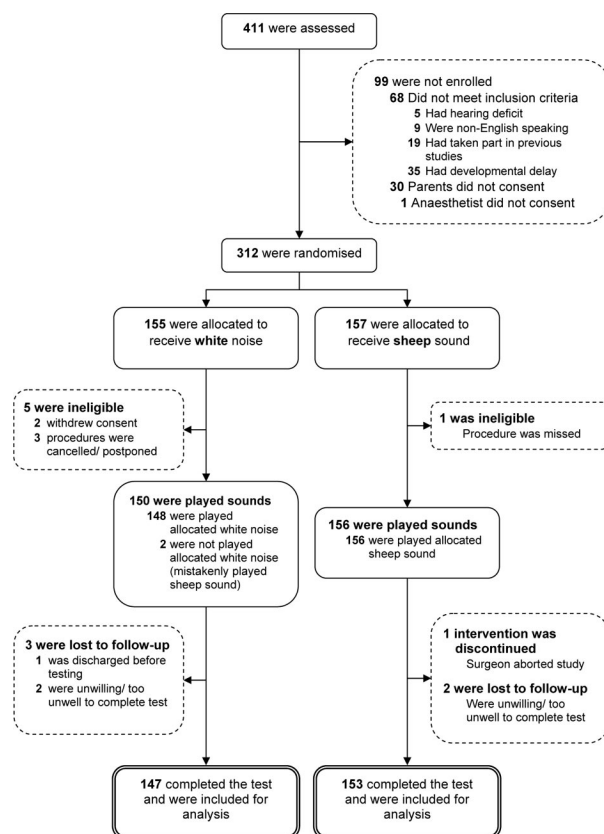 411 were assessed
99 were not enrolled
68 Did not meet inclusion criteria
5 Had hearing deficit
9 Were non-English speaking
19 Had taken part in previous
studies
35 Had developmental delay
30 Parents did not consent
1 Anaesthetist did not consent
312 were randomised
155 were allocated to
receive white noise
157 were allocated to
receive sheep sound
5 were ineligible
2 withdrew consent
3 procedures were
cancelled/ postponed
1 was ineligible
Procedure was missed
150 were played sounds
148 were played
allocated white noise
2 were not played
allocated white noise
(mistakenly played
sheep sound)
156 were played sounds
156 were played allocated
sheep sound
3 were lost to follow-up
1 was discharged before
testing
2 were unwilling/ too
unwell to complete test
1 intervention was
discontinued
Surgeon aborted study
2 were lost to follow-up
Were unwilling/ too
unwell to complete test
147 completed the test
and were included for
analysis
153 completed the test
and were included for
analysis